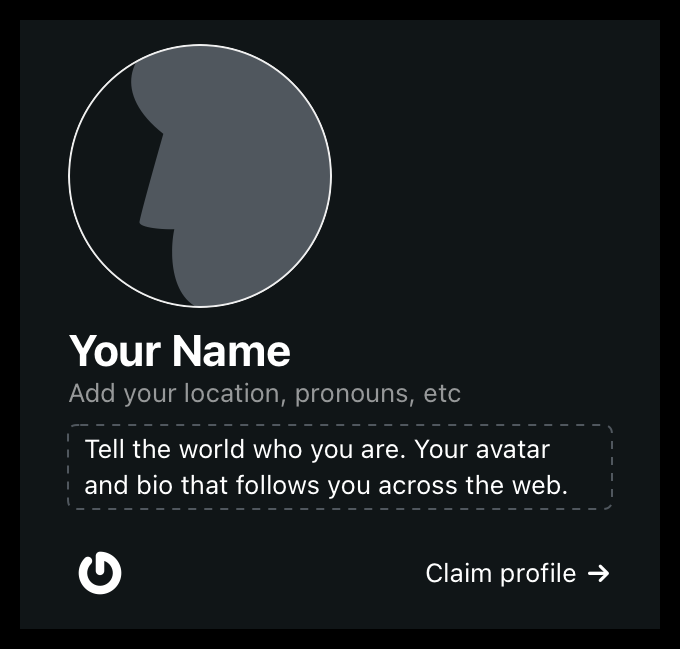 Your Name
Add your location, pronouns, etc
Tell the world who you are. Your avatar
and bio that follows you across the web.
Claim profile →